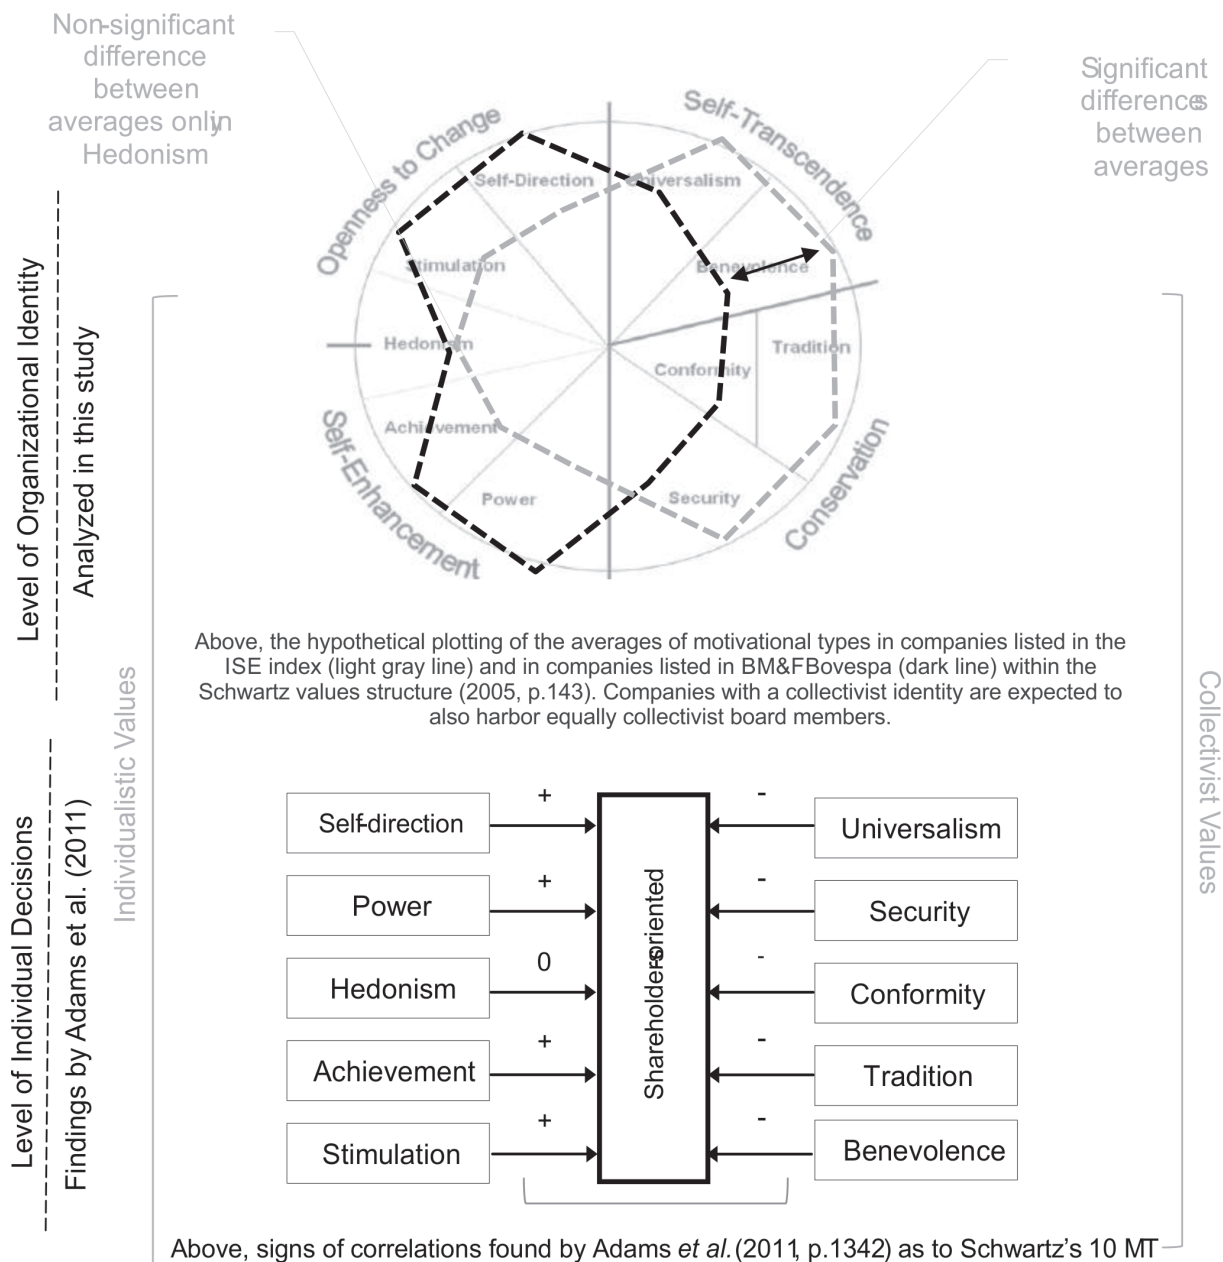 Non-significant
difference
between
averages only in
Hedonism
Significant
differences
between
averages
Openness to Change
Self-Transcendence
Self-Direction
Universalism
Stimulation
Benevolence
Hedonism
Conformity
Tradition
Achievement
Power
Security
Self-Enhancement
Conservation
Level of Organizational Identity
Analyzed in this study
Above, the hypothetical plotting of the averages of motivational types in companies listed in the
ISE index (light gray line) and in companies listed in BM&FBovespa (dark line) within the
Schwartz values structure (2005, p.143). Companies with a collectivist identity are expected to
also harbor equally collectivist board members.
Individualistic Values
Collectivist Values
Level of Individual Decisions
Findings by Adams et al. (2011)
Self-direction
+
-
Universalism
Power
+
-
Security
Hedonism
0
-
Conformity
Achievement
+
-
Tradition
Stimulation
+
-
Benevolence
Shareholders-oriented
Above, signs of correlations found by Adams et al. (2011, p.1342) as to Schwartz's 10 MT